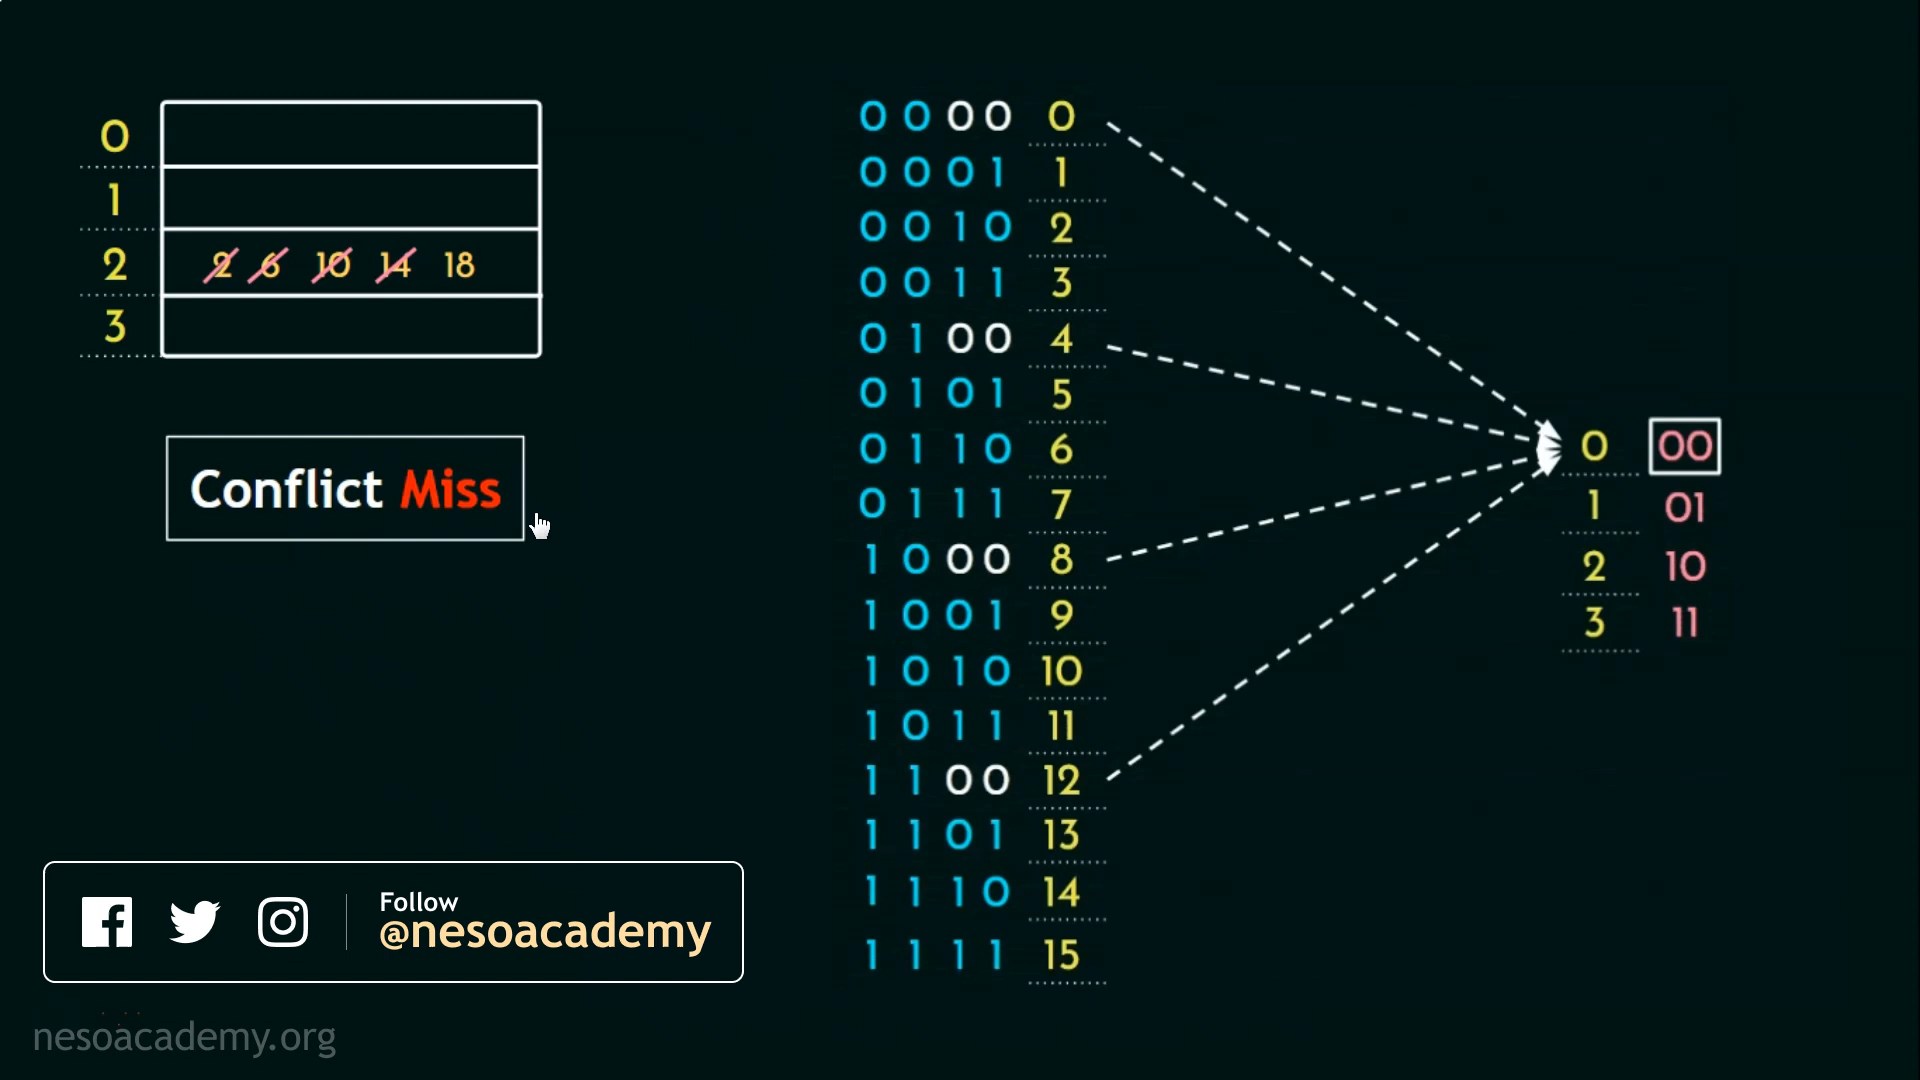 0
1
2 2 6 10 14 18
3
Conflict Miss
0 0 0 0 0
0 0 0 1 1
0 0 1 0 2
0 0 1 1 3
0 1 0 0 4
0 1 0 1 5
0 1 1 0 6
0 1 1 1 7
1 0 0 0 8
1 0 0 1 9
1 0 1 0 10
1 0 1 1 11
1 1 0 0 12
1 1 0 1 13
1 1 1 0 14
1 1 1 1 15
0 00
1 01
2 10
3 11
Follow
@nesoacademy
nesoacademy.org